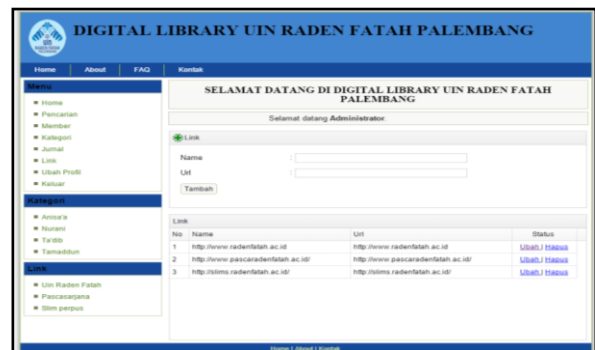 DIGITAL LIBRARY UIN RADEN FATAH PALEMBANG
Home About FAQ Kontak
Menu
Home
Pencarian
Member
Kategori
Jurnal
Link
Ubah Profil
Keluar
Kategori
Annisa'a
Nurani
Ta'dib
Tamaddun
Link
Uin Raden Fatah
Pascasarjana
Slim perpus
SELAMAT DATANG DI DIGITAL LIBRARY UIN RADEN FATAH
PALEMBANG
Selamat datang Administrator.
Link
Name :
Url :
Tambah
Link
No Name Url Status
1 http://www.radenfatah.ac.id http://www.radenfatah.ac.id Ubah | Hapus
2 http://www.pascaradenfatah.ac.id/ http://www.pascaradenfatah.ac.id/ Ubah | Hapus
3 http://slims.radenfatah.ac.id/ http://slims.radenfatah.ac.id/ Ubah | Hapus
Home | About | Kontak